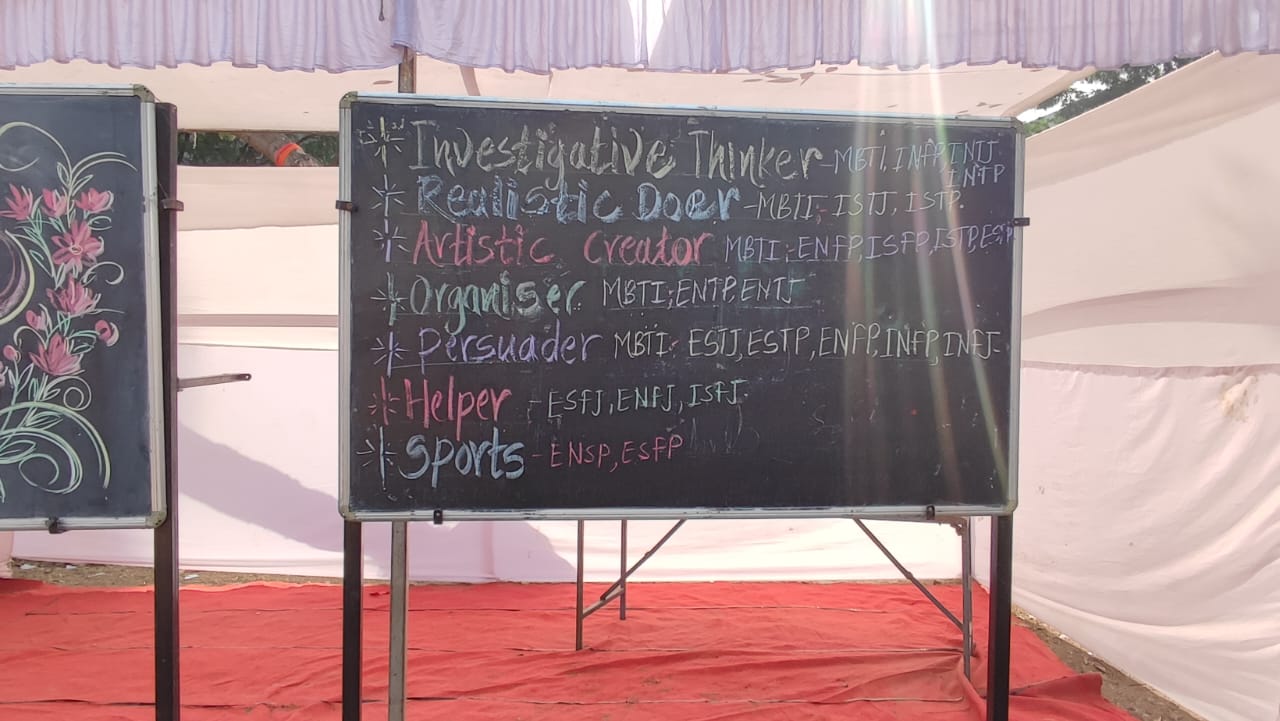 Investigative Thinker - MBTI, INFP, INTJ
INTP
Realistic Doer - MBTI- ISTJ, ISTP.
Artistic Creator MBTI:- ENFP, ISFP, ISTP, ESFP
Organiser MBTI; ENTP, ENTJ
Persuader MBTI: ESTJ, ESTP, ENFP, INFP, INFJ-
Helper - ESFJ, ENFJ, ISFJ.
Sports - ENSP, ESFP